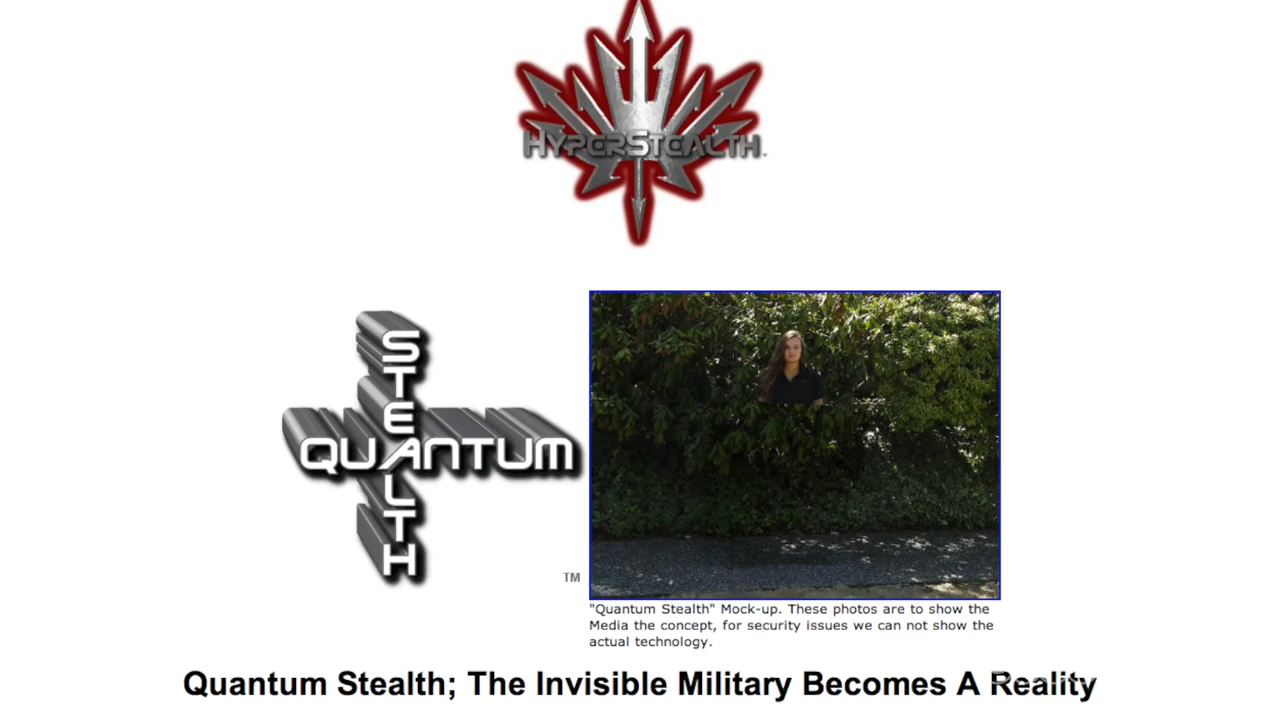 HYPERSTEALTH
STEALTH
QUANTUM
TM
"Quantum Stealth" Mock-up. These photos are to show the
Media the concept, for security issues we can not show the
actual technology.
Quantum Stealth; The Invisible Military Becomes A Reality